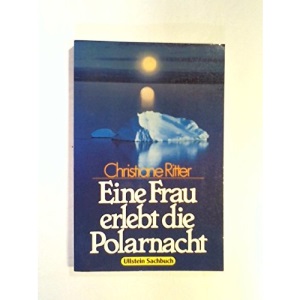 Christiane Ritter
Eine Frau
erlebt die
Polarnacht
Ullstein Sachbuch